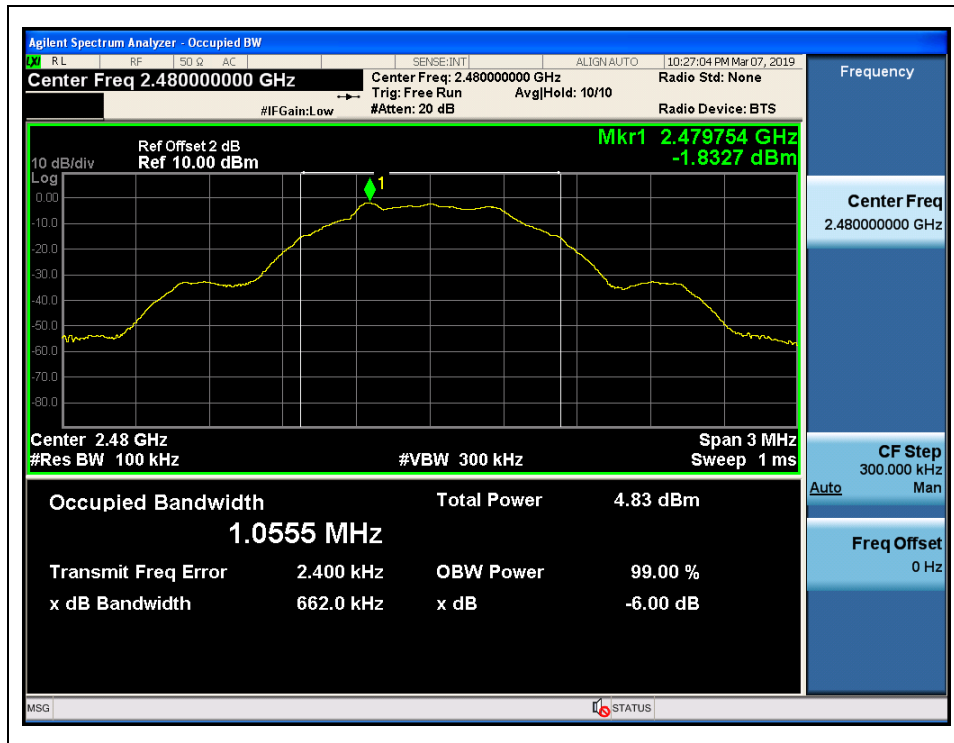 Agilent Spectrum Analyzer - Occupied BW
LXI RL RF 50 Ω AC SENSE:INT ALIGN AUTO 10:27:04 PM Mar 07, 2019
Center Freq 2.480000000 GHz
#IFGain:Low
Center Freq: 2.480000000 GHz
Trig: Free Run Avg|Hold: 10/10
#Atten: 20 dB
Radio Std: None
Radio Device: BTS
Ref Offset 2 dB
10 dB/div Ref 10.00 dBm
Mkr1 2.479754 GHz
-1.8327 dBm
Log
1
0.00
-10.0
-20.0
-30.0
-40.0
-50.0
-60.0
-70.0
-80.0
Center 2.48 GHz Span 3 MHz
#Res BW 100 kHz #VBW 300 kHz Sweep 1 ms
Occupied Bandwidth Total Power 4.83 dBm
1.0555 MHz
Transmit Freq Error 2.400 kHz OBW Power 99.00 %
x dB Bandwidth 662.0 kHz x dB -6.00 dB
MSG STATUS
Frequency
Center Freq
2.480000000 GHz
CF Step
300.000 kHz
Auto Man
Freq Offset
0 Hz